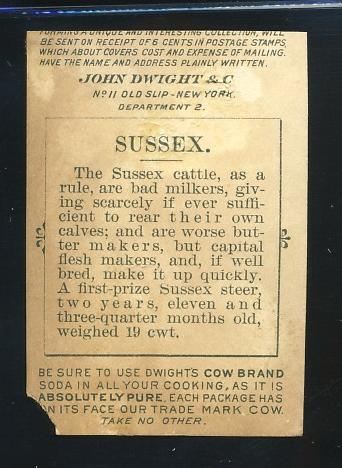 FORMING A UNIQUE AND INTERESTING COLLECTION, WILL
BE SENT ON RECEIPT OF 6 CENTS IN POSTAGE STAMPS,
WHICH ABOUT COVERS COST AND EXPENSE OF MAILING.
HAVE THE NAME AND ADDRESS PLAINLY WRITTEN.
JOHN DWIGHT & C
No 11 OLD SLIP - NEW YORK.
DEPARTMENT 2.
SUSSEX.
The Sussex cattle, as a
rule, are bad milkers, giv-
ing scarcely if ever suffi-
cient to rear their own
calves; and are worse but-
ter makers, but capital
flesh makers, and, if well
bred, make it up quickly.
A first-prize Sussex steer,
two years, eleven and
three-quarter months old,
weighed 19 cwt.
BE SURE TO USE DWIGHT'S COW BRAND
SODA IN ALL YOUR COOKING, AS IT IS
ABSOLUTELY PURE. EACH PACKAGE HAS
ON ITS FACE OUR TRADE MARK COW.
TAKE NO OTHER.